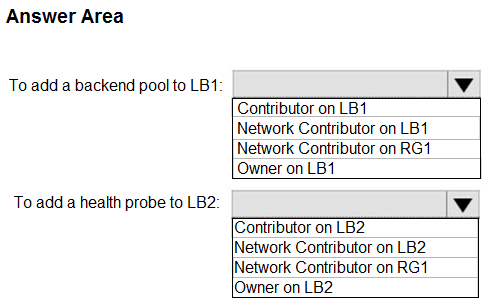 Answer Area
To add a backend pool to LB1:
Contributor on LB1
Network Contributor on LB1
Network Contributor on RG1
Owner on LB1
To add a health probe to LB2:
Contributor on LB2
Network Contributor on LB2
Network Contributor on RG1
Owner on LB2